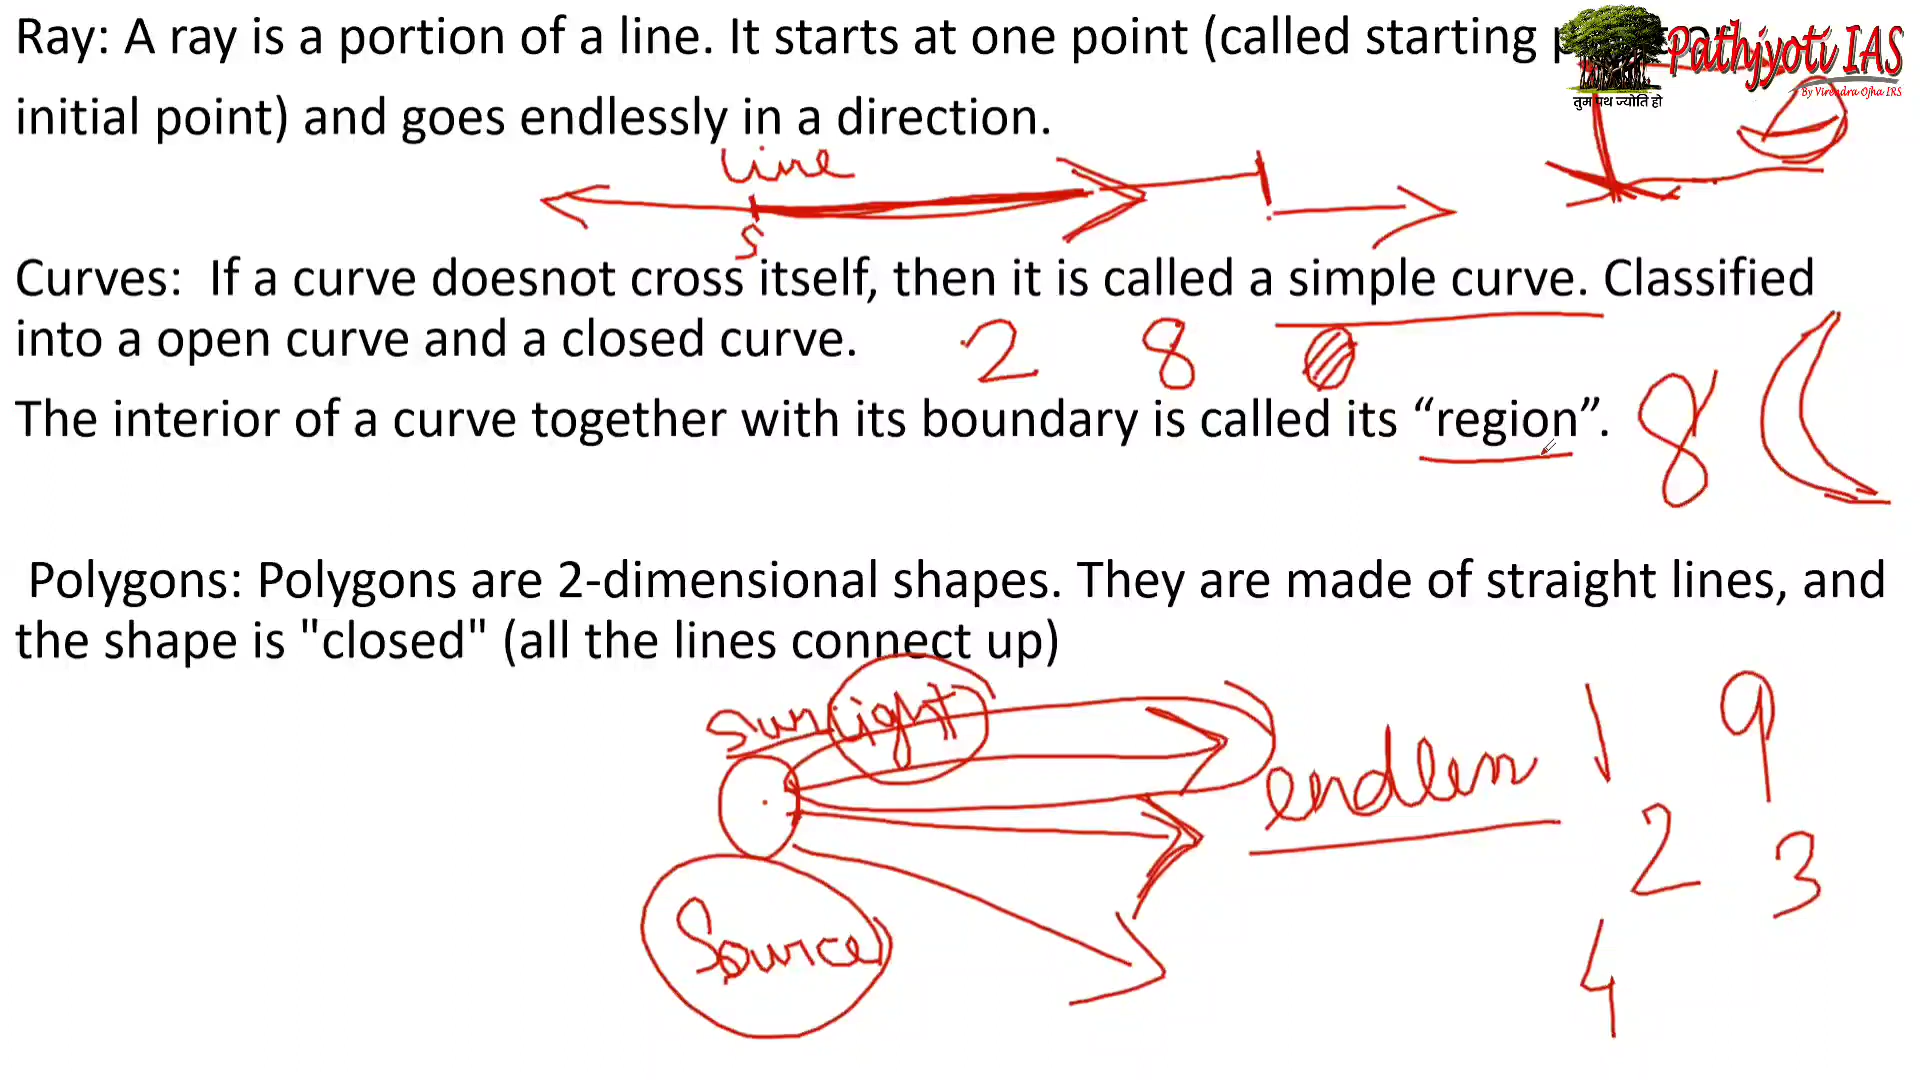 Ray: A ray is a portion of a line. It starts at one point (called starting
Pathjyoti IAS
By Virendra Ojha IRS
तुम पथ ज्योति हो
initial point) and goes endlessly in a direction.
line
S
Curves:  If a curve doesnot cross itself, then it is called a simple curve. Classified
into a open curve and a closed curve.
2 8
The interior of a curve together with its boundary is called its “region”.
8
Polygons: Polygons are 2-dimensional shapes. They are made of straight lines, and
the shape is "closed" (all the lines connect up)
sunlight
endless
1 9
2 3
Source
4